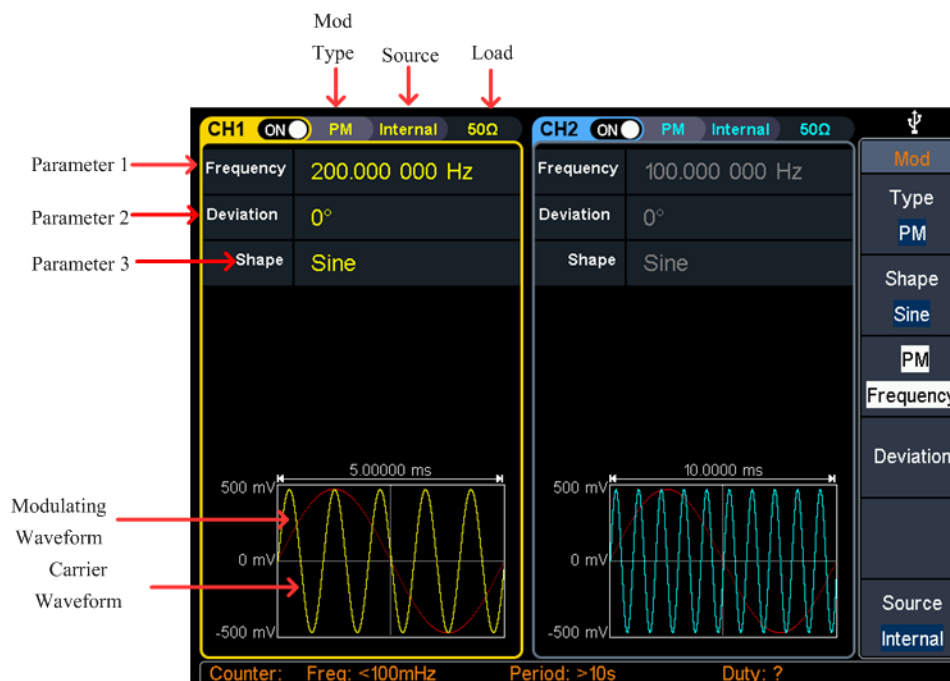 Mod
Type
Source
Load
CH1 ON PM Internal 50Ω
CH2 ON PM Internal 50Ω
Parameter 1
Frequency 200.000 000 Hz
Frequency 100.000 000 Hz
Parameter 2
Deviation 0°
Deviation 0°
Parameter 3
Shape Sine
Shape Sine
Mod
Type
PM
Shape
Sine
PM
Frequency
Deviation
Source
Internal
5.00000 ms
500 mV
0 mV
-500 mV
10.0000 ms
500 mV
0 mV
-500 mV
Modulating
Waveform
Carrier
Waveform
Counter: Freq: <100mHz Period: >10s Duty: ?